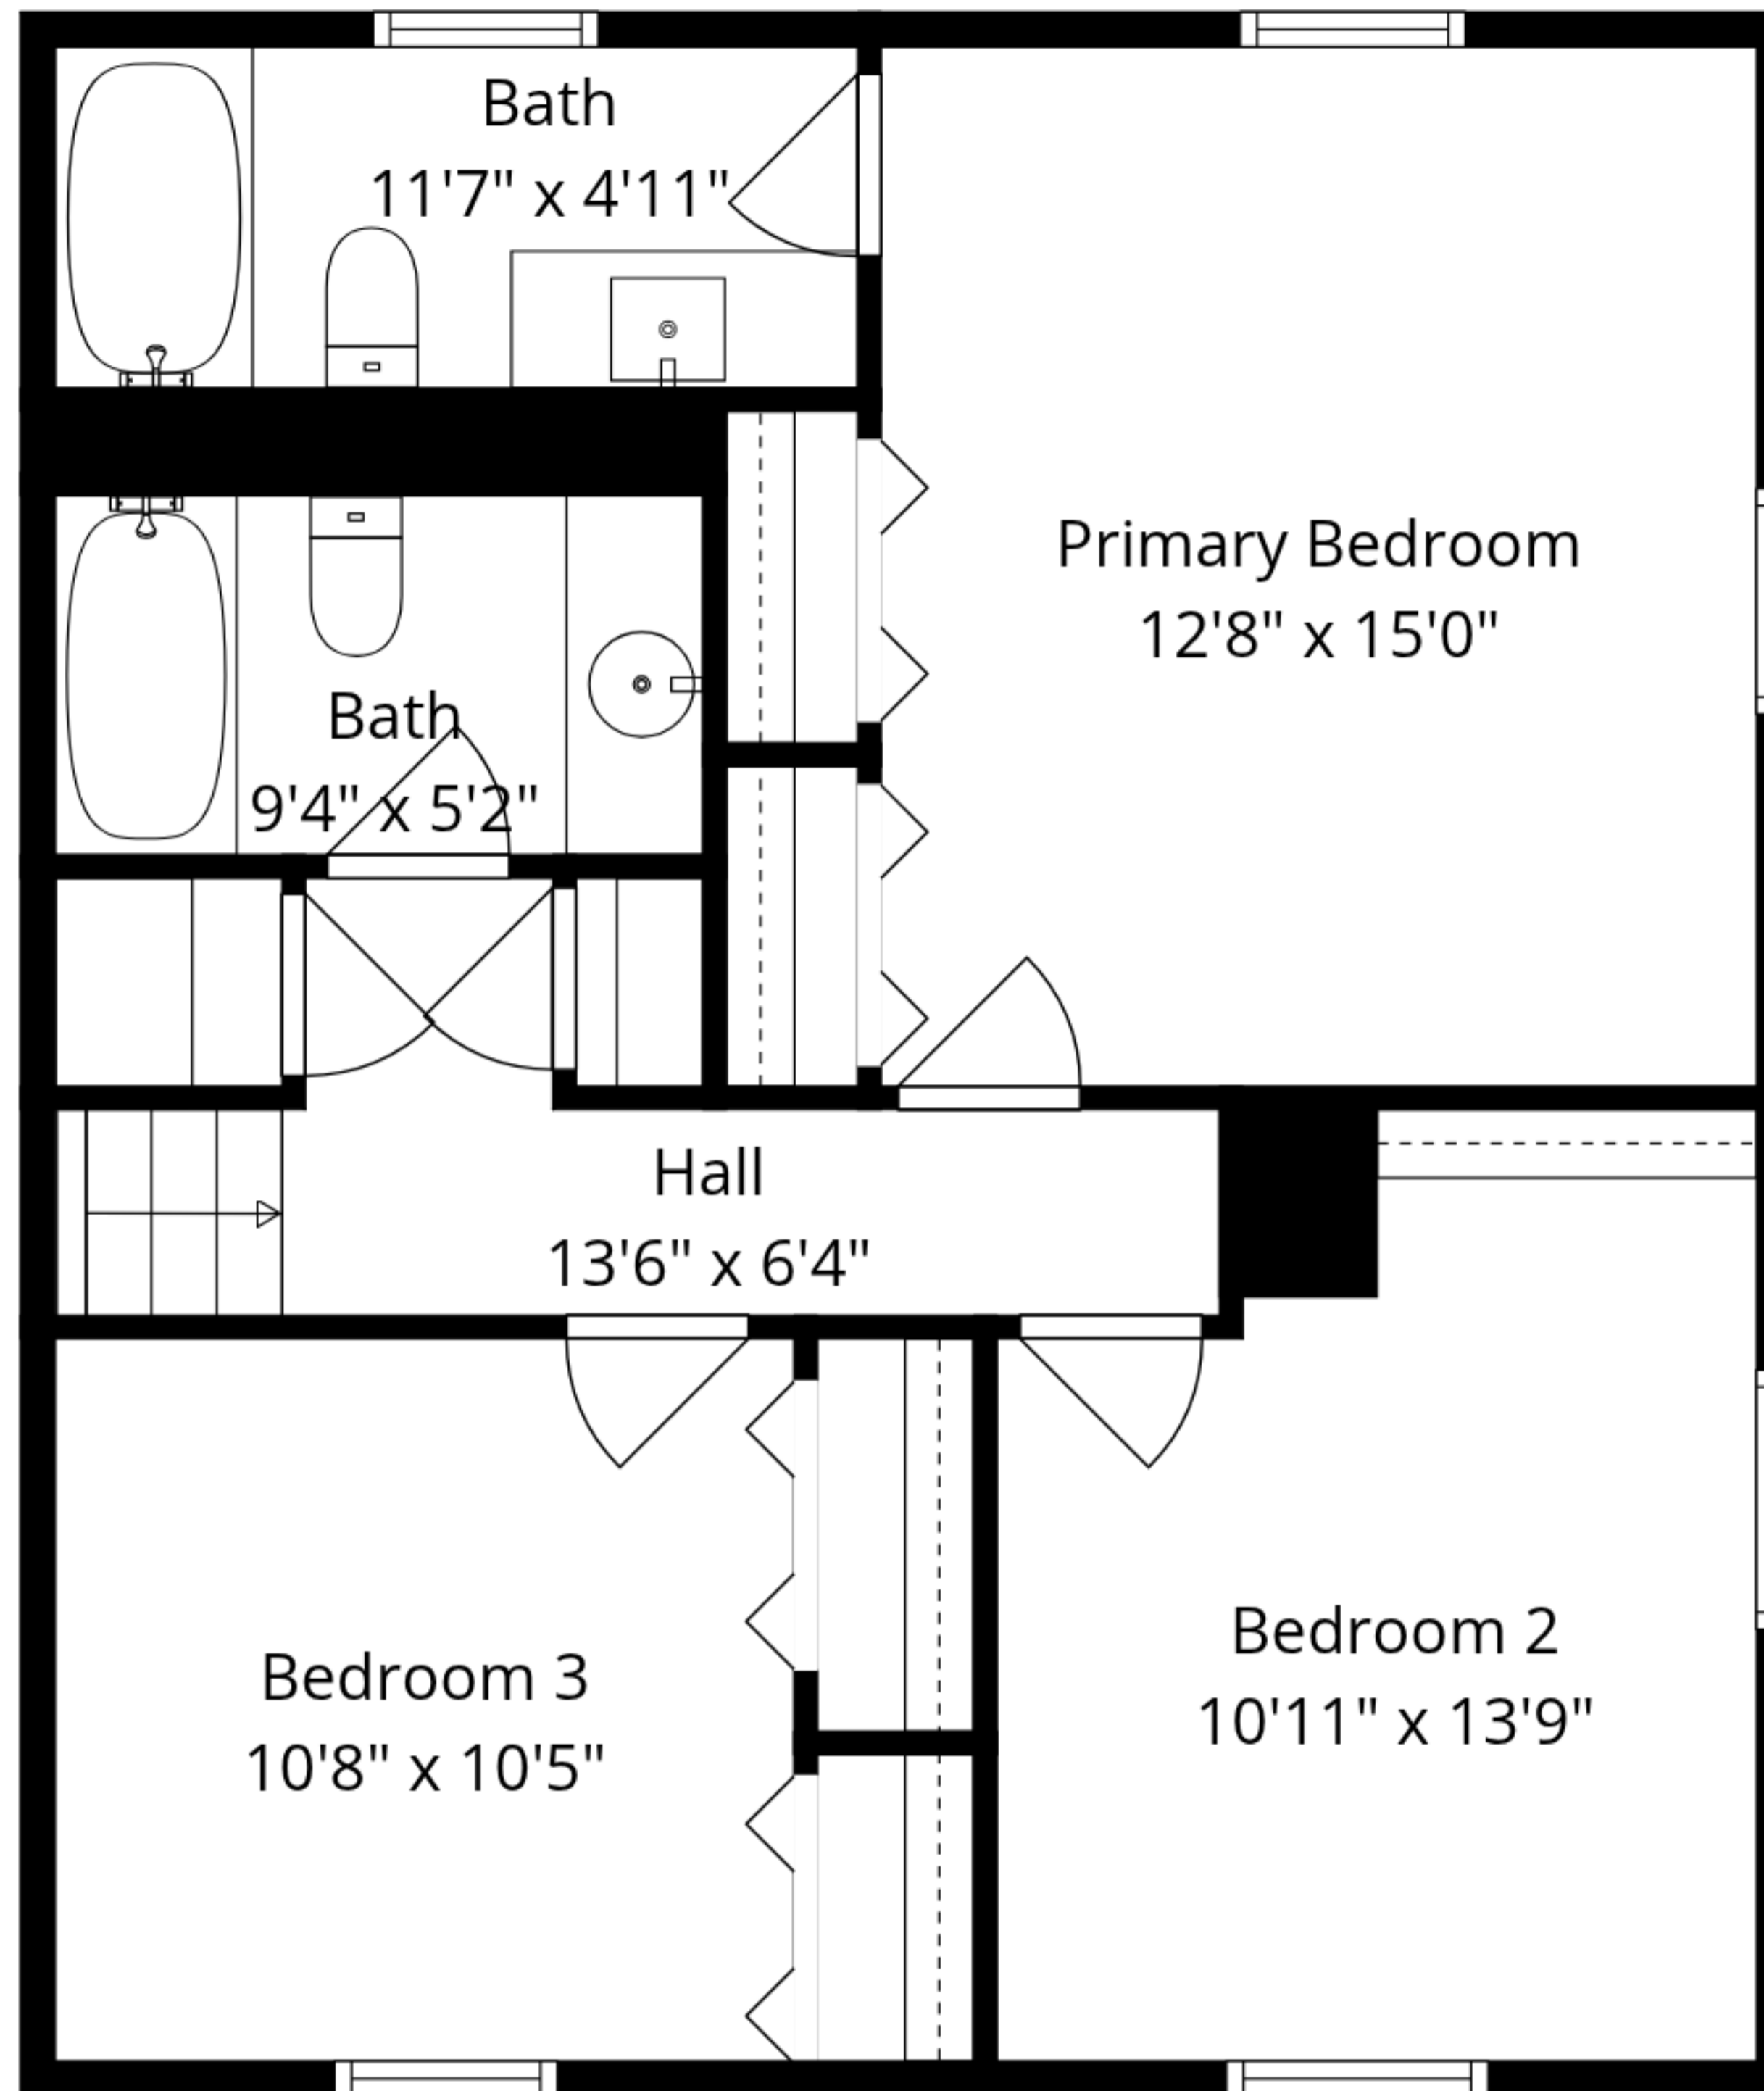 Bath
11'7" x 4'11"
Primary Bedroom
12'8" x 15'0"
Bath
9'4" x 5'2"
Hall
13'6" x 6'4"
Bedroom 2
10'11" x 13'9"
Bedroom 3
10'8" x 10'5"